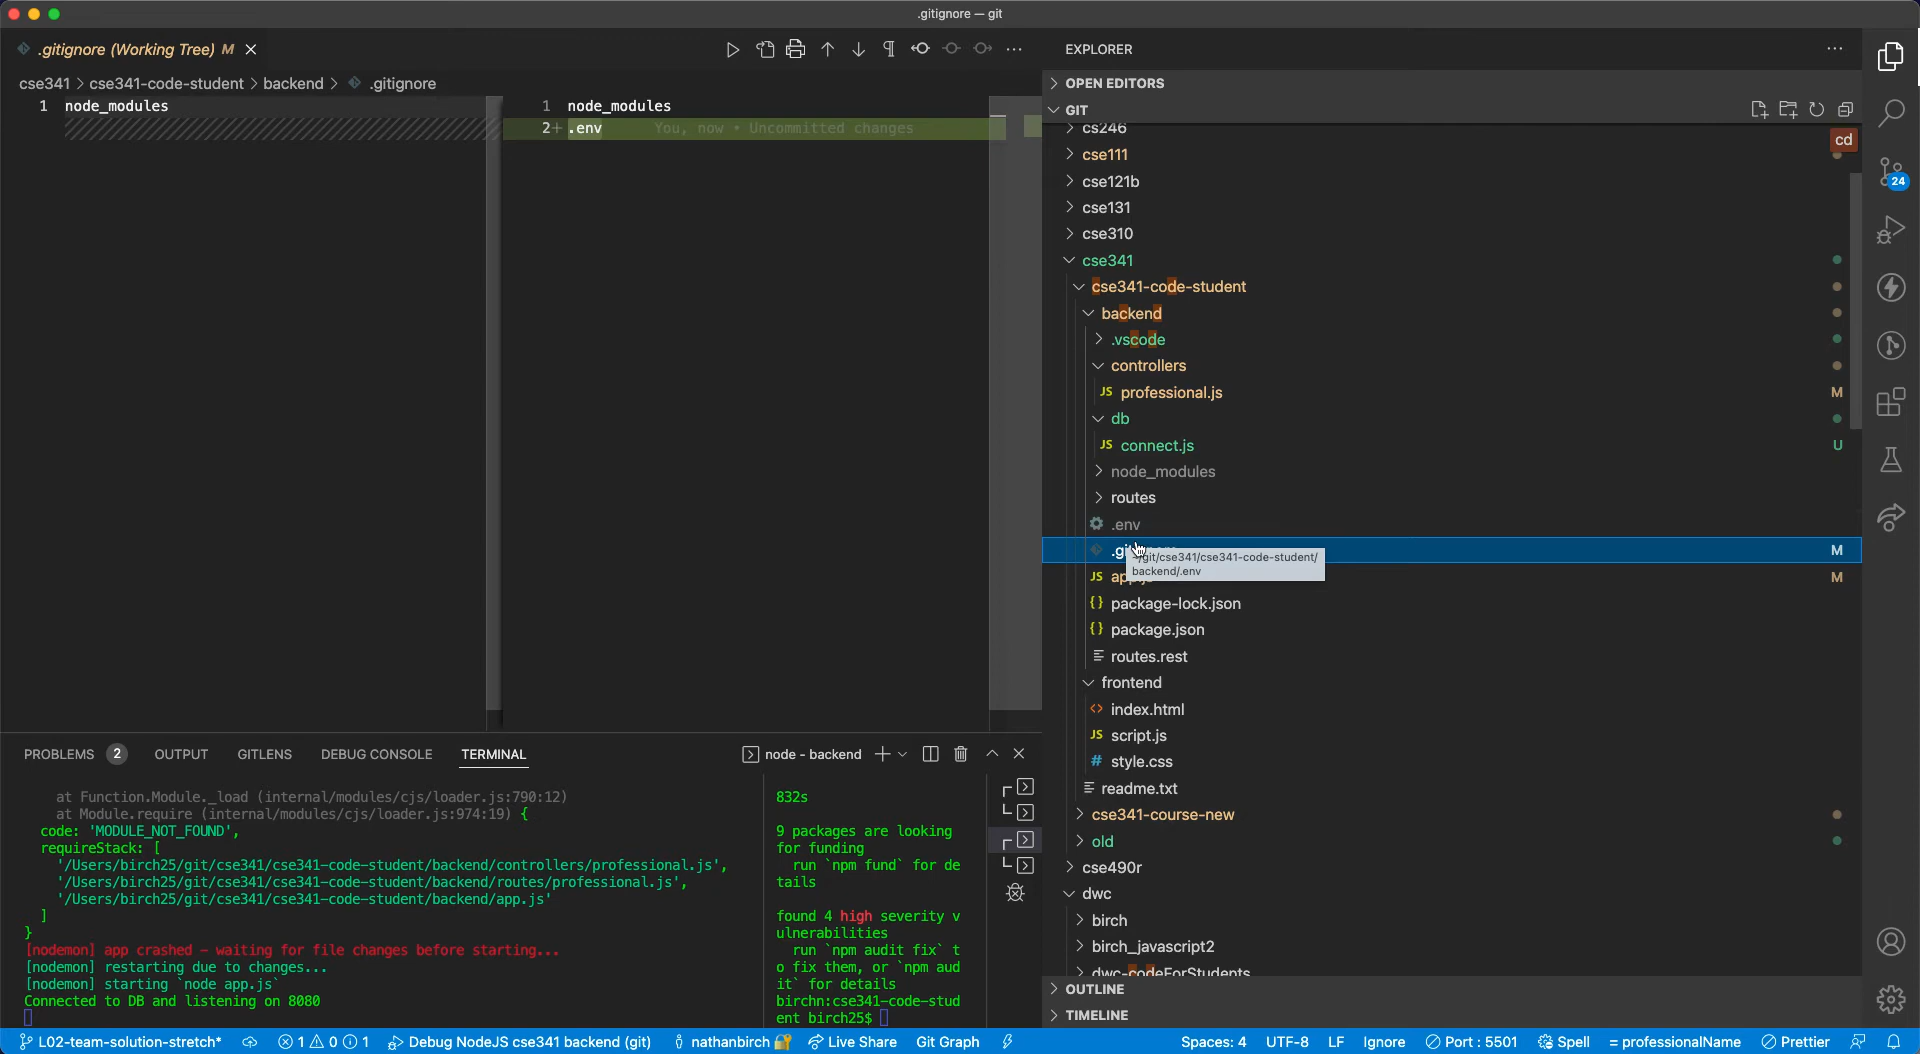 .gitignore — git
.gitignore (Working Tree) M
cse341 > cse341-code-student > backend > .gitignore
1 node_modules
1 node_modules
2+ .env You, now • Uncommitted changes
EXPLORER
OPEN EDITORS
GIT
cs246
cd
cse111
cse121b
cse131
cse310
cse341
cse341-code-student
backend
.vscode
controllers
JS professional.js M
db
JS connect.js U
node_modules
routes
.env
M
~/git/cse341/cse341-code-student/
backend/.env
JS M
{} package-lock.json
{} package.json
routes.rest
frontend
<> index.html
JS script.js
# style.css
readme.txt
cse341-course-new
old
cse490r
dwc
birch
birch_javascript2
dwc-codeForStudents
OUTLINE
TIMELINE
24
PROBLEMS 2 OUTPUT GITLENS DEBUG CONSOLE TERMINAL
node - backend
at Function.Module._load (internal/modules/cjs/loader.js:790:12)
at Module.require (internal/modules/cjs/loader.js:974:19) {
code: 'MODULE_NOT_FOUND',
requireStack: [
'/Users/birch25/git/cse341/cse341-code-student/backend/controllers/professional.js',
'/Users/birch25/git/cse341/cse341-code-student/backend/routes/professional.js',
'/Users/birch25/git/cse341/cse341-code-student/backend/app.js'
]
}
[nodemon] app crashed - waiting for file changes before starting...
[nodemon] restarting due to changes...
[nodemon] starting `node app.js`
Connected to DB and listening on 8080
832s
9 packages are looking
for funding
run `npm fund` for de
tails
found 4 high severity v
ulnerabilities
run `npm audit fix` t
o fix them, or `npm aud
it` for details
birchn:cse341-code-stud
ent birch25$
L02-team-solution-stretch* 1 0 1 Debug NodeJS cse341 backend (git) nathanbirch Live Share Git Graph Spaces: 4 UTF-8 LF Ignore Port : 5501 Spell = professionalName Prettier